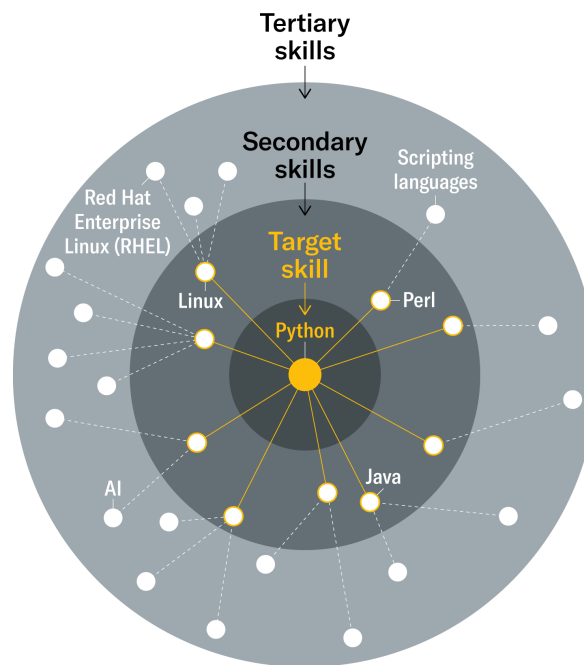 Tertiary
skills
Secondary
skills
Scripting
languages
Red Hat
Enterprise
Linux (RHEL)
Target
skill
Linux
Perl
Python
Java
AI